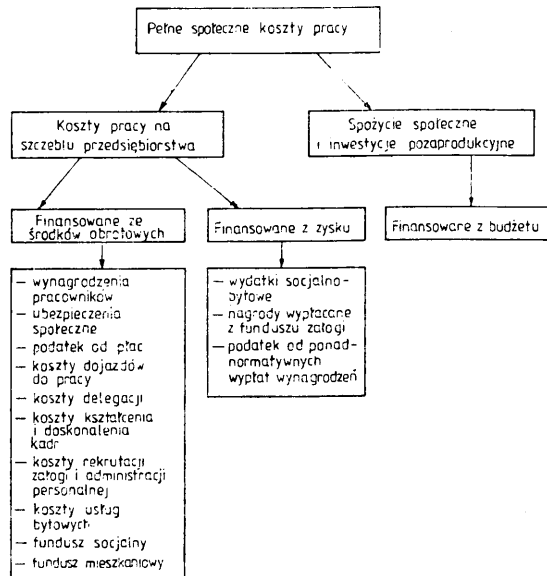 Pełne społeczne koszty pracy
Koszty pracy na
szczeblu przedsiębiorstwa
Spożycie społeczne
i inwestycje pozaprodukcyjne
Finansowane ze
środków obrotowych
Finansowane z zysku
Finansowane z budżetu
— wynagrodzenia
pracowników
— ubezpieczenia
społeczne
— podatek od płac
— koszty dojazdów
do pracy
— koszty delegacji
— koszty kształcenia
i doskonalenia
kadr
— koszty rekrutacji
załogi i administracji
personalnej
— koszty usług
bytowych
— fundusz socjalny
— fundusz mieszkaniowy
— wydatki socjalno-
bytowe
— nagrody wypłacane
z funduszu załogi
— podatek od ponad-
normatywnych
wypłat wynagrodzeń